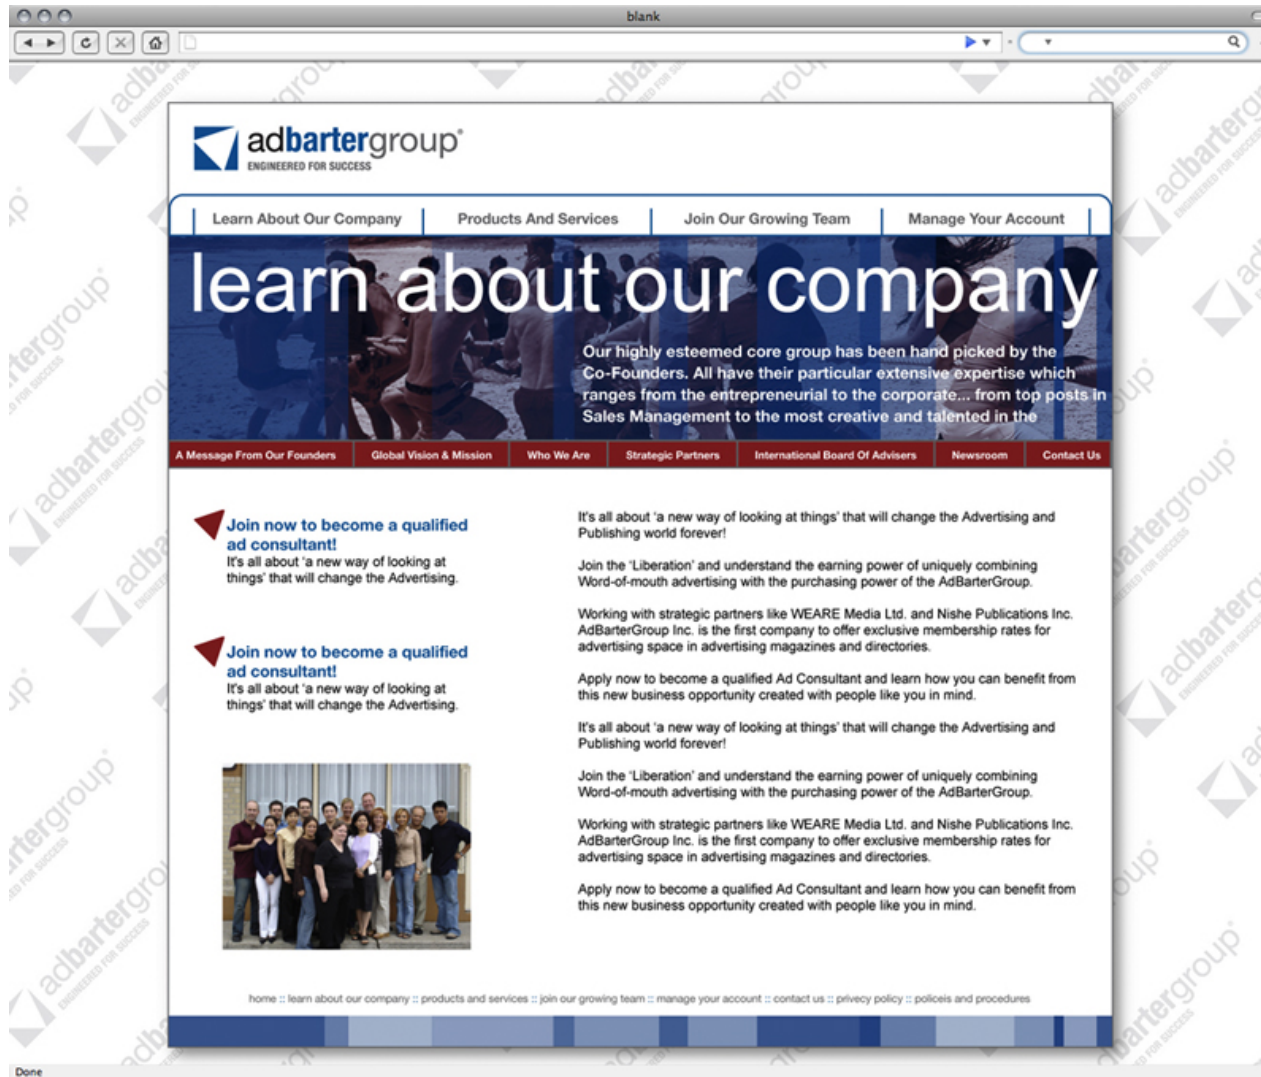 blank
adbartergroup®
ENGINEERED FOR SUCCESS
Learn About Our Company
Products And Services
Join Our Growing Team
Manage Your Account
learn about our company
Our highly esteemed core group has been hand picked by the
Co-Founders. All have their particular extensive expertise which
ranges from the entrepreneurial to the corporate... from top posts in
Sales Management to the most creative and talented in the
A Message From Our Founders
Global Vision & Mission
Who We Are
Strategic Partners
International Board Of Advisers
Newsroom
Contact Us
Join now to become a qualified
ad consultant!
It's all about 'a new way of looking at
things' that will change the Advertising.
Join now to become a qualified
ad consultant!
It's all about 'a new way of looking at
things' that will change the Advertising.
It's all about 'a new way of looking at things' that will change the Advertising and
Publishing world forever!
Join the 'Liberation' and understand the earning power of uniquely combining
Word-of-mouth advertising with the purchasing power of the AdBarterGroup.
Working with strategic partners like WEARE Media Ltd. and Nishe Publications Inc.
AdBarterGroup Inc. is the first company to offer exclusive membership rates for
advertising space in advertising magazines and directories.
Apply now to become a qualified Ad Consultant and learn how you can benefit from
this new business opportunity created with people like you in mind.
It's all about 'a new way of looking at things' that will change the Advertising and
Publishing world forever!
Join the 'Liberation' and understand the earning power of uniquely combining
Word-of-mouth advertising with the purchasing power of the AdBarterGroup.
Working with strategic partners like WEARE Media Ltd. and Nishe Publications Inc.
AdBarterGroup Inc. is the first company to offer exclusive membership rates for
advertising space in advertising magazines and directories.
Apply now to become a qualified Ad Consultant and learn how you can benefit from
this new business opportunity created with people like you in mind.
home :: learn about our company :: products and services :: join our growing team :: manage your account :: contact us :: privecy policy :: policeis and procedures
Done